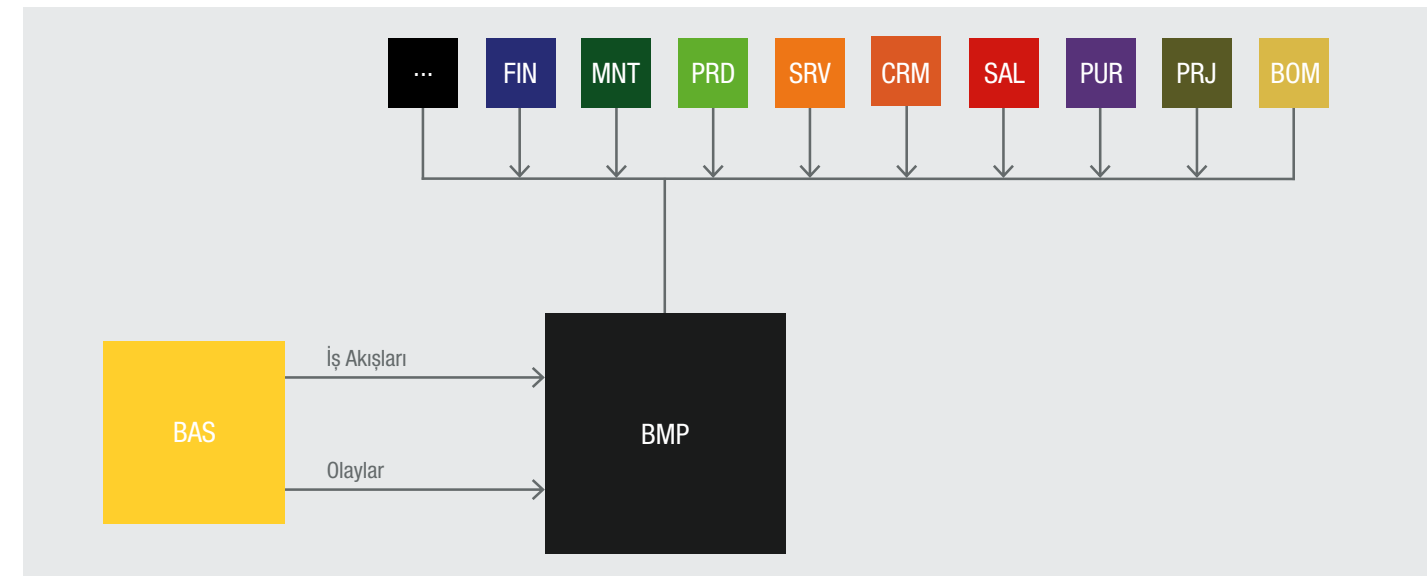 ...
FIN
MNT
PRD
SRV
CRM
SAL
PUR
PRJ
BOM
İş Akışları
BAS
BMP
Olaylar